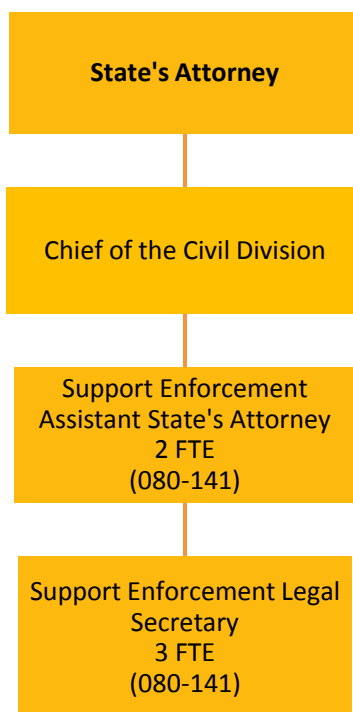 State's Attorney
Chief of the Civil Division
Support Enforcement
Assistant State's Attorney
2 FTE
(080-141)
Support Enforcement Legal
Secretary
3 FTE
(080-141)